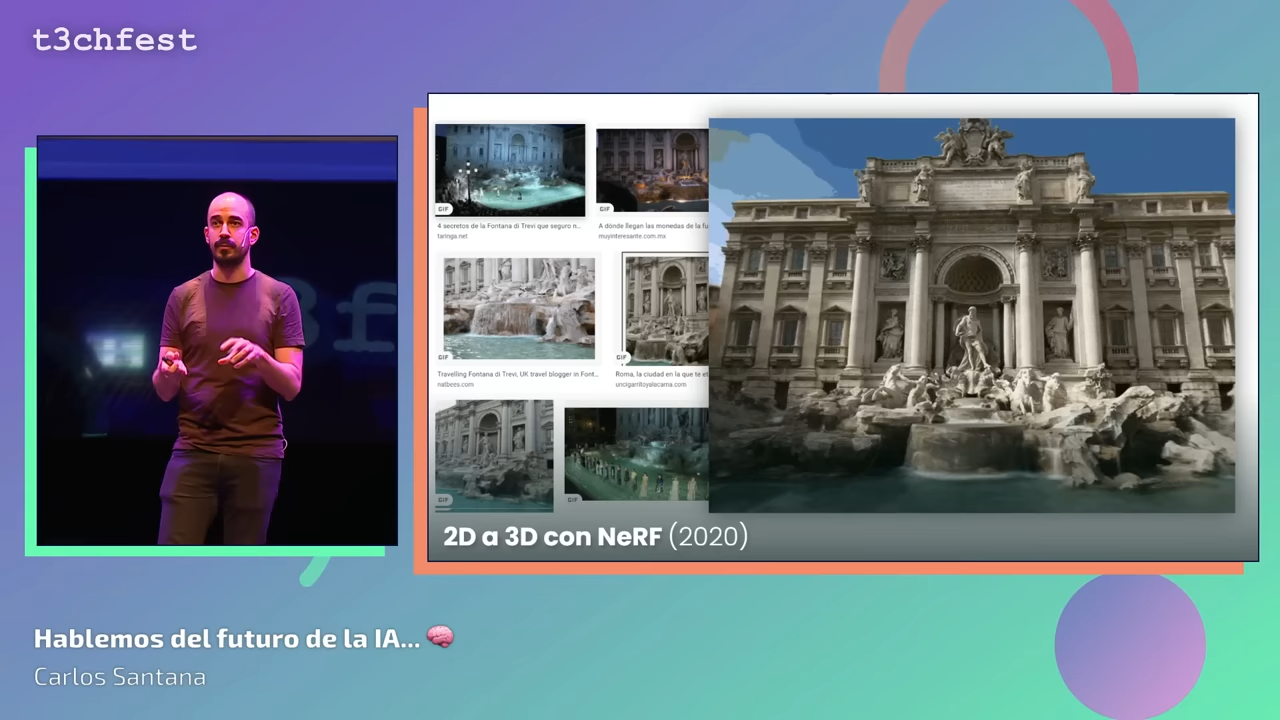 t3chfest
GIF
GIF
4 secretos de la Fontana di Trevi que seguro n...
taringa.net
A dónde llegan las monedas de la fu
muyinteresante.com.mx
GIF
GIF
Travelling Fontana di Trevi, UK travel blogger in Font...
natbees.com
Roma, la ciudad en la que te et
uncigarritoyalacama.com
GIF
GIF
2D a 3D con NeRF (2020)
Hablemos del futuro de la IA... 🧠
Carlos Santana